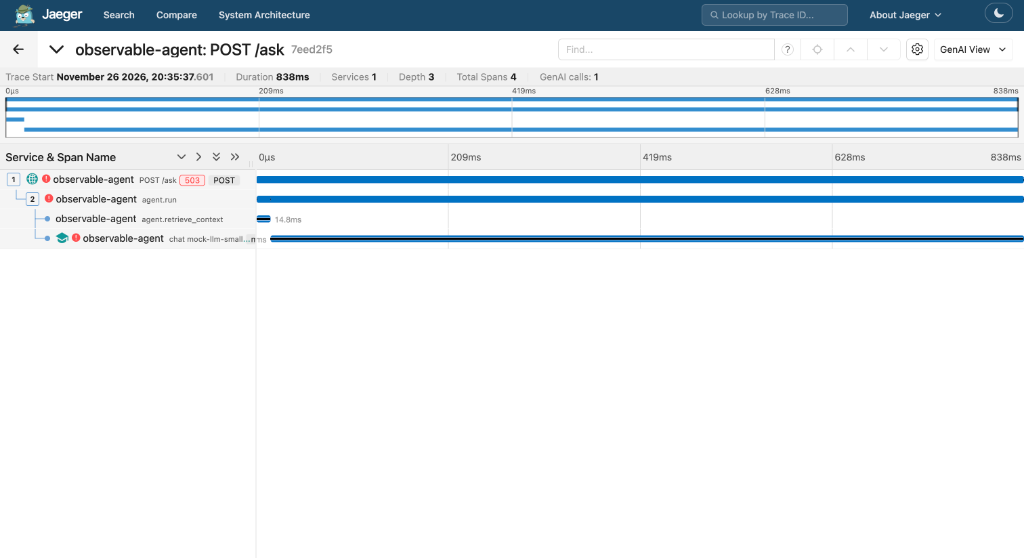 Jaeger Search Compare System Architecture Lookup by Trace ID... About Jaeger
observable-agent: POST /ask 7eed2f5 Find... ? GenAI View
Trace Start November 26 2026, 20:35:37.601 Duration 838ms Services 1 Depth 3 Total Spans 4 GenAI calls: 1
0μs 209ms 419ms 628ms 838ms
Service & Span Name 0μs 209ms 419ms 628ms 838ms
1 observable-agent POST /ask 503 POST
2 observable-agent agent.run
observable-agent agent.retrieve_context 14.8ms
observable-agent chat mock-llm-small...